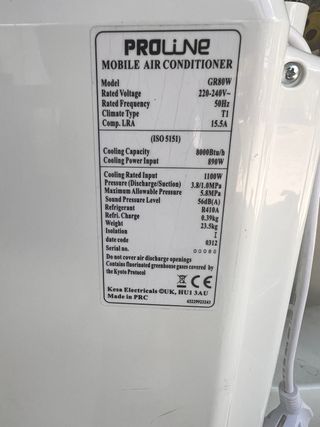 PROLINE
MOBILE AIR CONDITIONER
Model GR80W
Rated Voltage 220-240V~
Rated Frequency 50Hz
Climate Type T1
Comp. LRA 15.5A
(ISO 5151)
Cooling Capacity 8000Btu/h
Cooling Power Input 890W
Cooling Rated Input 1100W
Pressure (Discharge/Suction) 3.8/1.0MPa
Maximum Allowable Pressure 5.8MPa
Sound Pressure Level 56dB(A)
Refrigerant R410A
Refri. Charge 0.39kg
Weight 23.5kg
Isolation I
date code 0312
Serial no.
Do not cover air discharge openings
Contains fluorinated greenhouse gases covered by
the Kyoto Protocol
Kesa Electricals ©UK, HU1 3AU
Made in PRC
CE